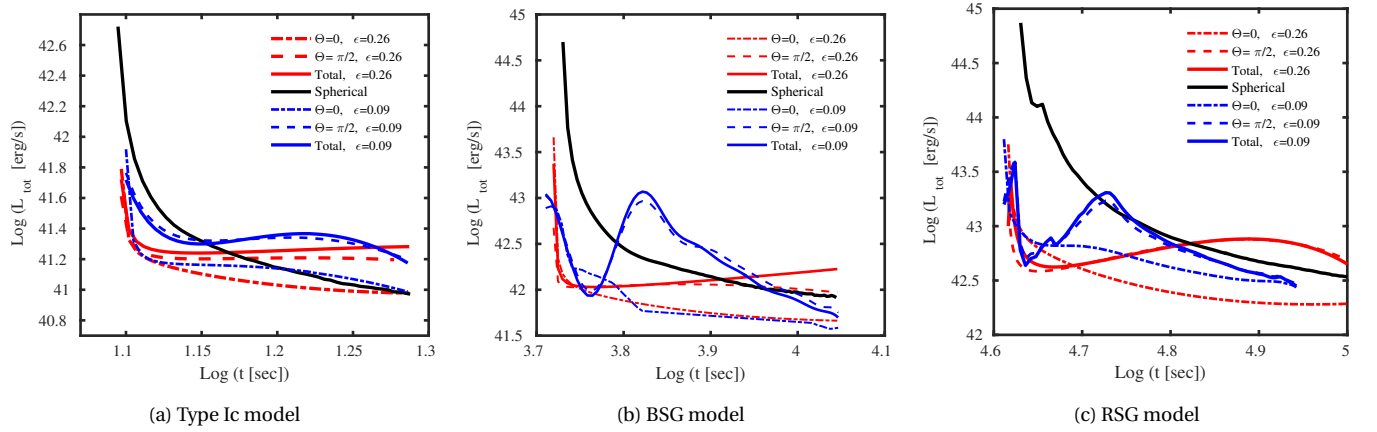 Log (L_tot [erg/s])
42.6
42.4
42.2
42
41.8
41.6
41.4
41.2
41
40.8
1.1 1.15 1.2 1.25 1.3
Log (t [sec])
Θ=0, ϵ=0.26
Θ= π/2, ϵ=0.26
Total, ϵ=0.26
Spherical
Θ=0, ϵ=0.09
Θ= π/2, ϵ=0.09
Total, ϵ=0.09
(a) Type Ic model
Log (L_tot [erg/s])
45
44.5
44
43.5
43
42.5
42
41.5
3.7 3.8 3.9 4 4.1
Log (t [sec])
Θ=0, ϵ=0.26
Θ= π/2, ϵ=0.26
Total, ϵ=0.26
Spherical
Θ=0, ϵ=0.09
Θ= π/2, ϵ=0.09
Total, ϵ=0.09
(b) BSG model
Log (L_tot [erg/s])
45
44.5
44
43.5
43
42.5
42
4.6 4.7 4.8 4.9 5
Log (t [sec])
Θ=0, ϵ=0.26
Θ= π/2, ϵ=0.26
Total, ϵ=0.26
Spherical
Θ=0, ϵ=0.09
Θ= π/2, ϵ=0.09
Total, ϵ=0.09
(c) RSG model